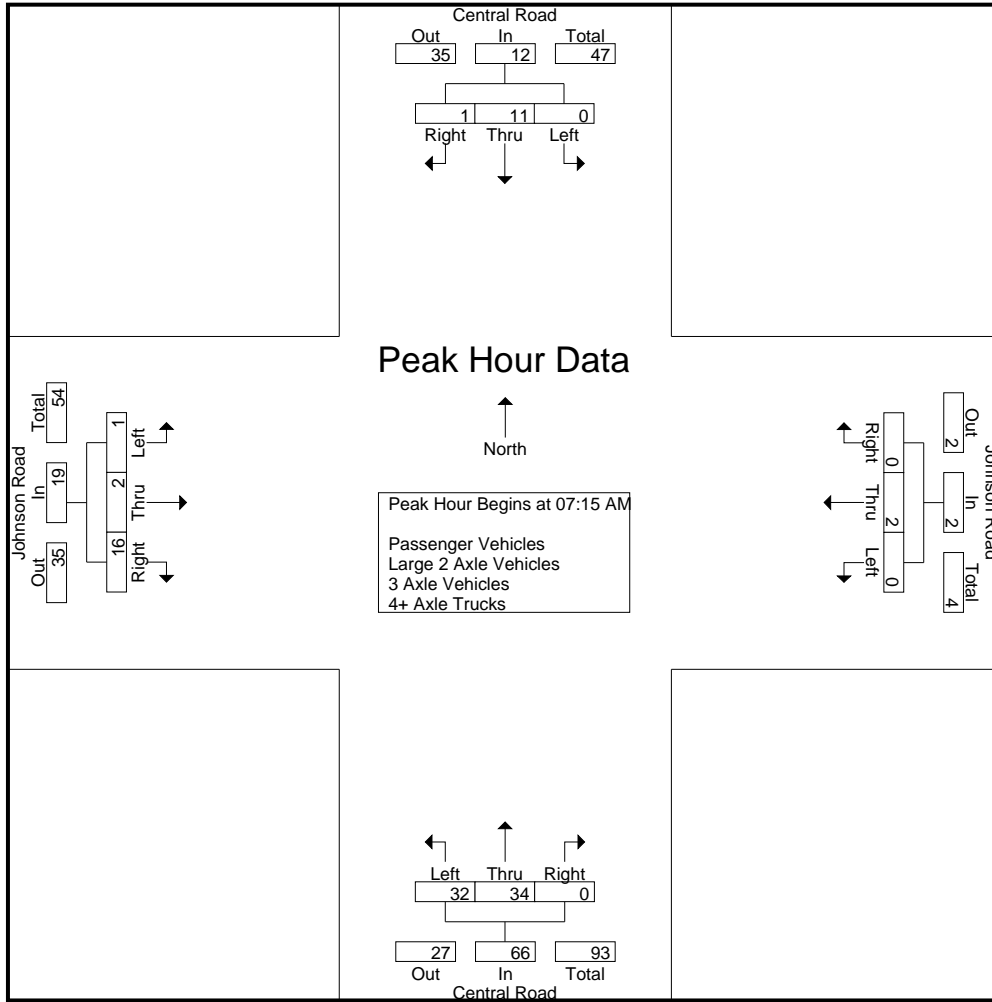 Central Road
Out In Total
35 12 47
1 11 0
Right Thru Left
Peak Hour Data
North
Peak Hour Begins at 07:15 AM
Passenger Vehicles
Large 2 Axle Vehicles
3 Axle Vehicles
4+ Axle Trucks
Johnson Road
Out In Total
35 19 54
Right Thru Left
16 2 1
Johnson Road
Out In Total
2 2 4
Right Thru Left
0 2 0
Left Thru Right
32 34 0
27 66 93
Out In Total
Central Road